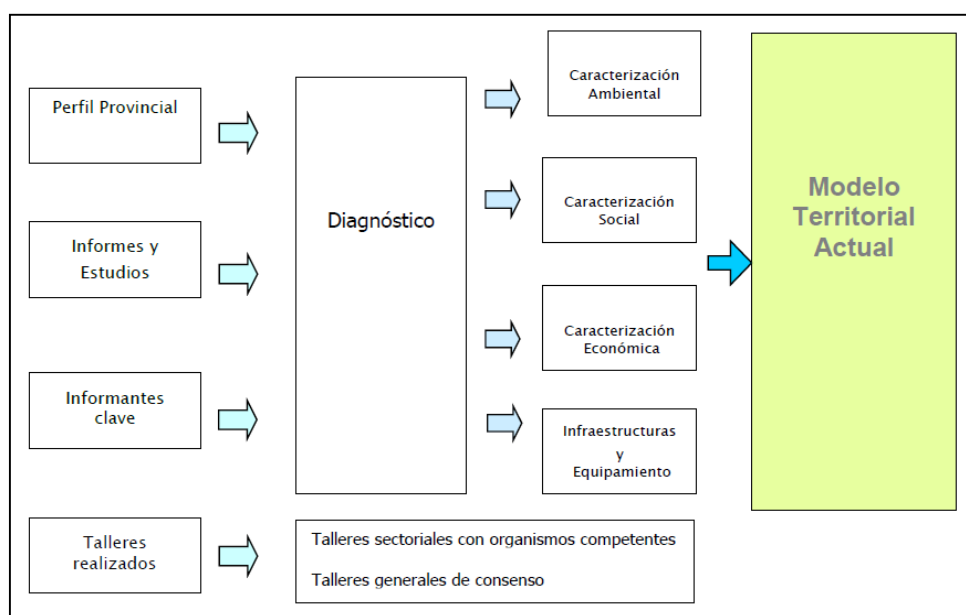 Perfil Provincial
Informes y
Estudios
Informantes
clave
Talleres
realizados
Diagnóstico
Caracterización
Ambiental
Caracterización
Social
Caracterización
Económica
Infraestructuras
y
Equipamiento
Talleres sectoriales con organismos competentes
Talleres generales de consenso
Modelo
Territorial
Actual